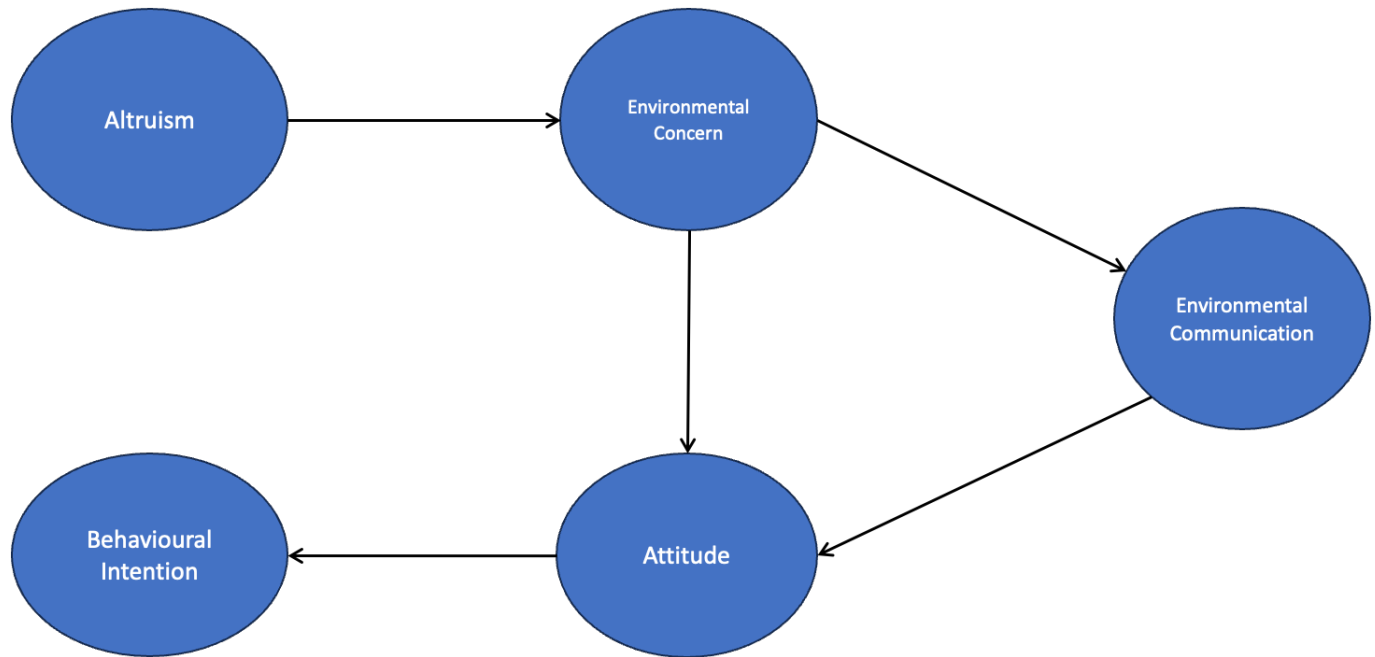 Altruism
Environmental
Concern
Environmental
Communication
Behavioural
Intention
Attitude